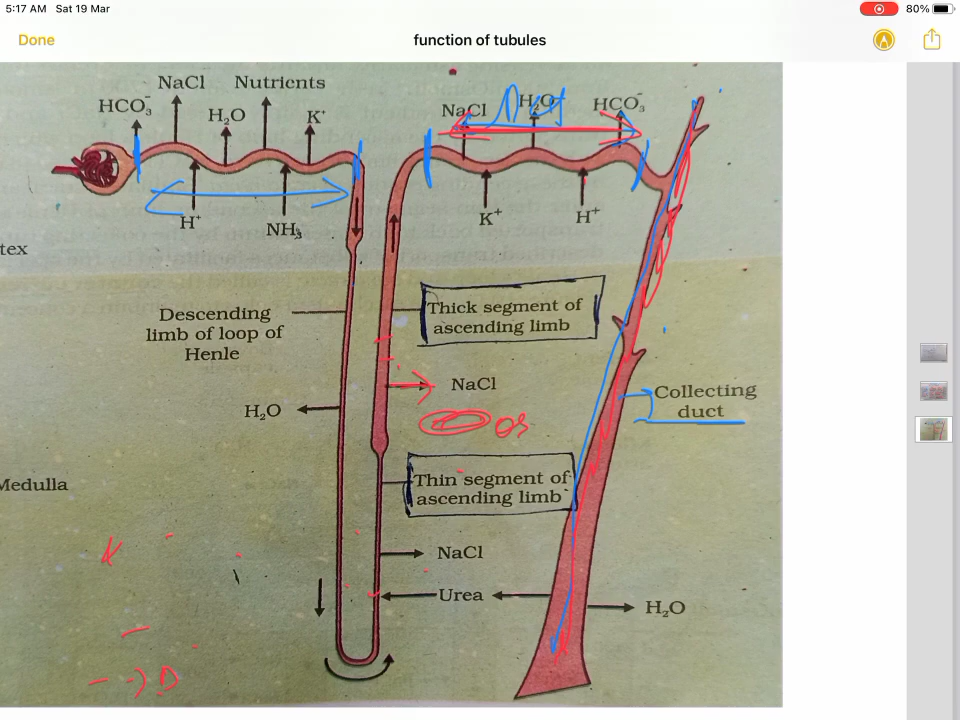 5:17 AM Sat 19 Mar
80%
Done
function of tubules
NaCl Nutrients
HCO₃⁻
H₂O
K⁺
NaCl
H₂O
HCO₃⁻
H⁺
NH₃
K⁺
H⁺
tex
Descending
limb of loop of
Henle
Thick segment of
ascending limb
NaCl
Collecting
duct
H₂O
Thin segment of
ascending limb
Medulla
NaCl
Urea
H₂O